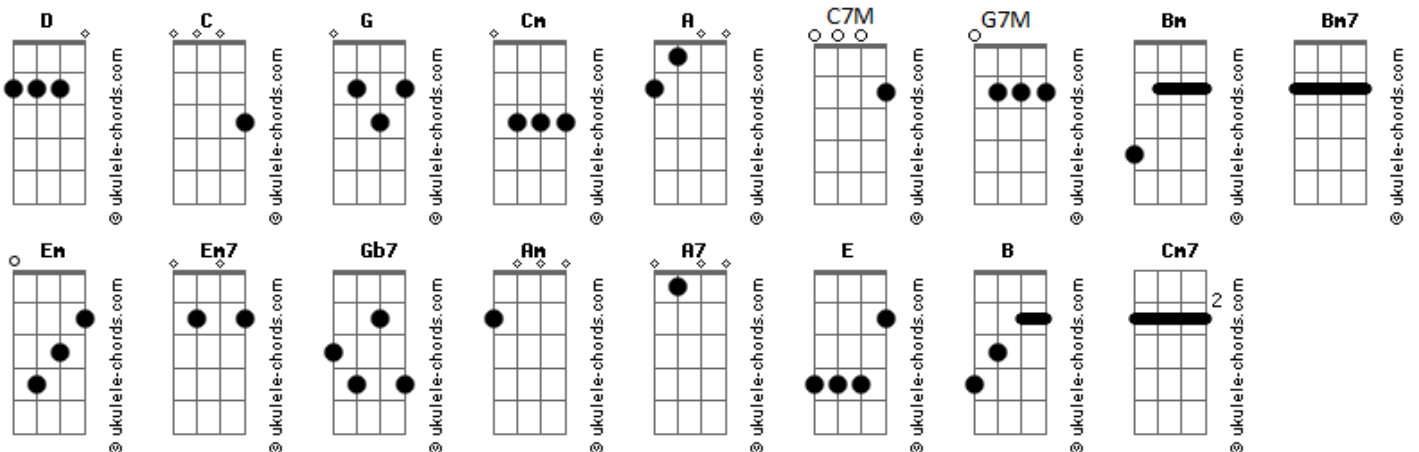 D C G Cm A C7M G7M Bm Bm7
© ukulele-chords.com © ukulele-chords.com © ukulele-chords.com © ukulele-chords.com © ukulele-chords.com © ukulele-chords.com © ukulele-chords.com © ukulele-chords.com © ukulele-chords.com
Em Em7 Gb7 Am A7 E B Cm7
2
© ukulele-chords.com © ukulele-chords.com © ukulele-chords.com © ukulele-chords.com © ukulele-chords.com © ukulele-chords.com © ukulele-chords.com © ukulele-chords.com